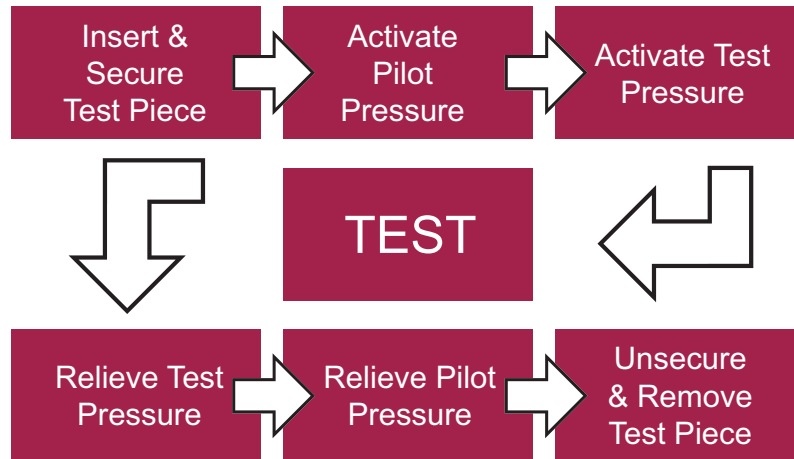 Insert &
Secure
Test Piece
Activate
Pilot
Pressure
Activate Test
Pressure
TEST
Relieve Test
Pressure
Relieve Pilot
Pressure
Unsecure
& Remove
Test Piece